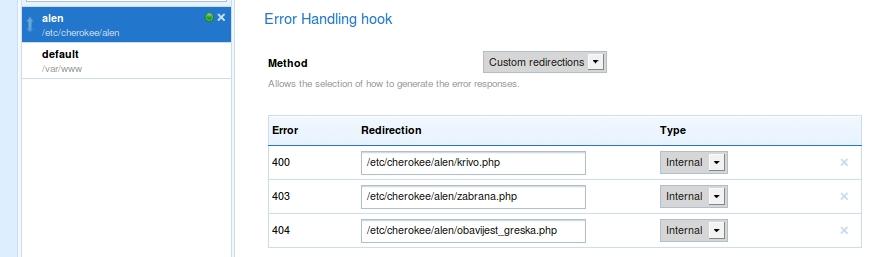 alen
/etc/cherokee/alen
default
/var/www
Error Handling hook
Method Custom redirections
Allows the selection of how to generate the error responses.
Error Redirection Type
400 /etc/cherokee/alen/krivo.php Internal
403 /etc/cherokee/alen/zabrana.php Internal
404 /etc/cherokee/alen/obavijest_greska.php Internal